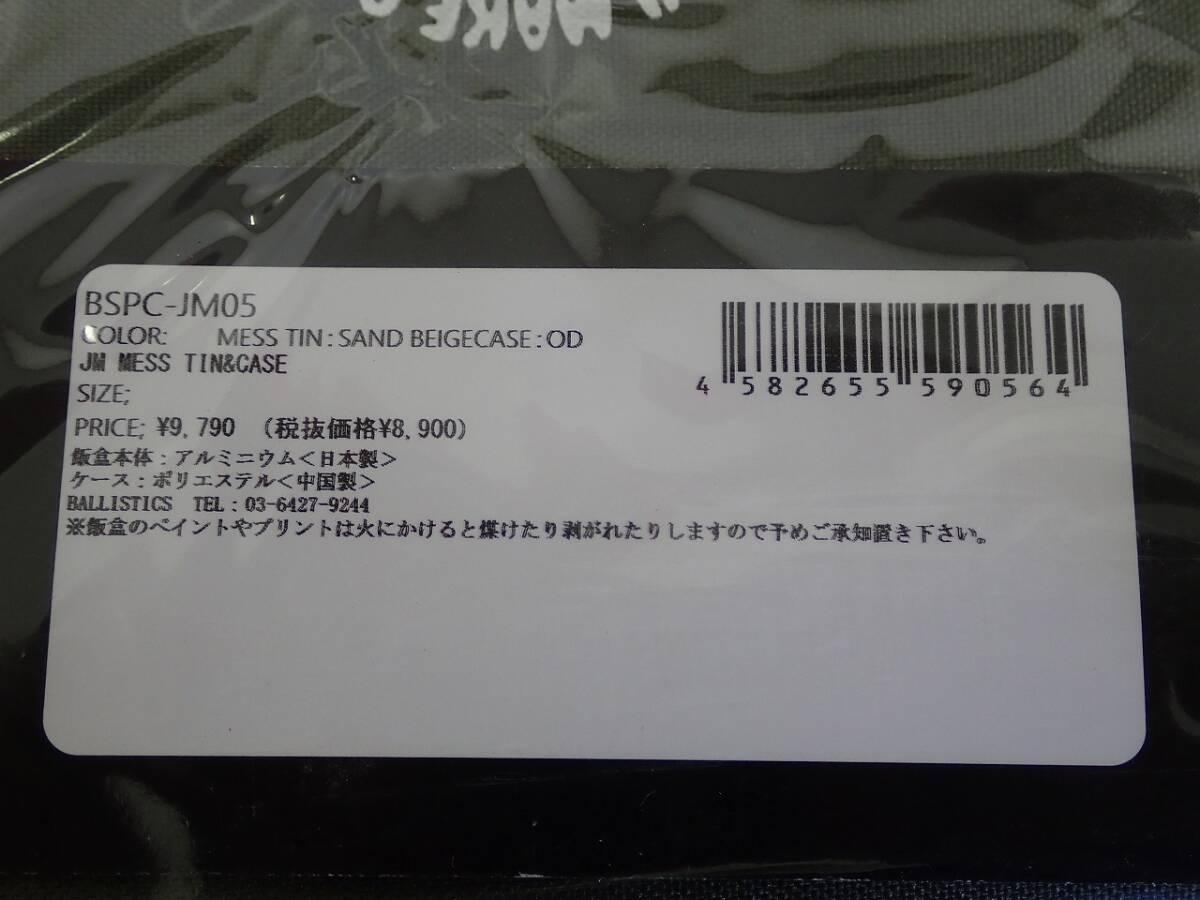 MAKE
BSPC-JM05
COLOR: MESS TIN:SAND BEIGECASE:OD
JM MESS TIN&CASE
SIZE;
PRICE; ¥9,790 (税抜価格¥8,900)
飯盒本体:アルミニウム<日本製>
ケース:ポリエステル<中国製>
BALLISTICS TEL:03-6427-9244
※飯盒のペイントやプリントは火にかけると煤けたり剥がれたりしますので予めご承知置き下さい。
4 582655 590564